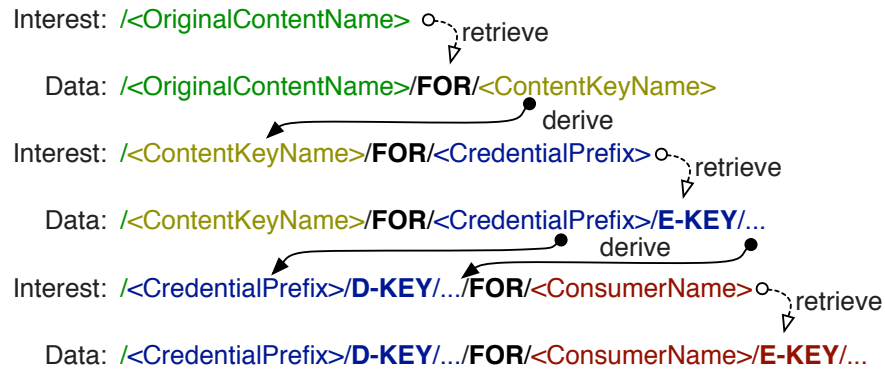 Interest: /<OriginalContentName> retrieve
Data: /<OriginalContentName>/FOR/<ContentKeyName>
derive
Interest: /<ContentKeyName>/FOR/<CredentialPrefix> retrieve
Data: /<ContentKeyName>/FOR/<CredentialPrefix>/E-KEY/...
derive
Interest: /<CredentialPrefix>/D-KEY/.../FOR/<ConsumerName> retrieve
Data: /<CredentialPrefix>/D-KEY/.../FOR/<ConsumerName>/E-KEY/...